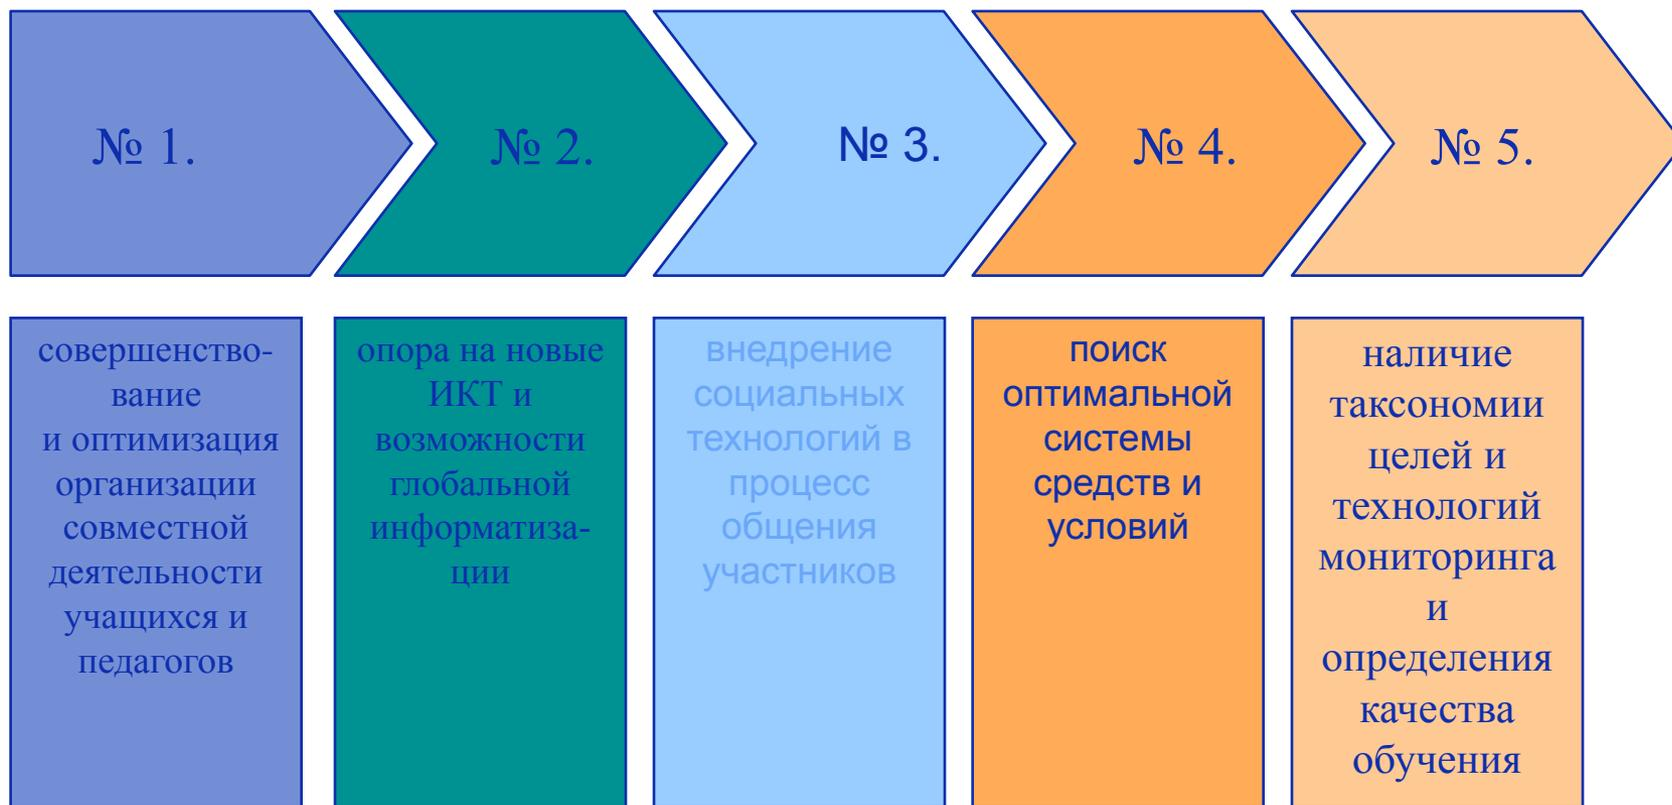 № 1.
№ 2.
№ 3.
№ 4.
№ 5.
совершенство-
вание
и оптимизация
организации
совместной
деятельности
учащихся и
педагогов
опора на новые
ИКТ и
возможности
глобальной
информатиза-
ции
внедрение
социальных
технологий в
процесс
общения
участников
поиск
оптимальной
системы
средств и
условий
наличие
таксономии
целей и
технологий
мониторинга
и
определения
качества
обучения